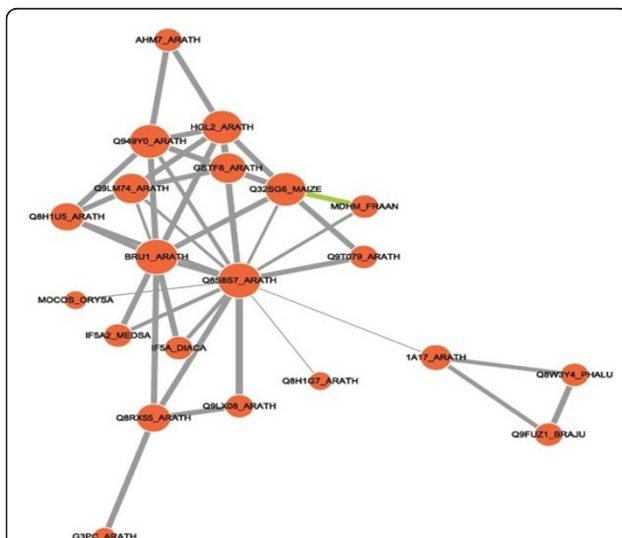 AHM7_ARATH
HGL2_ARATH
Q949Y0_ARATH
GSTF6_ARATH
Q9LM74_ARATH
Q32SG6_MAIZE
MDHM_FRAAN
Q8H1U5_ARATH
BRU1_ARATH
Q9T079_ARATH
Q8S8S7_ARATH
MOCOS_ORYSA
IF5A2_MEDSA
IF5A_DIACA
1A17_ARATH
Q8W3Y4_PHALU
Q8H1G7_ARATH
Q9LX08_ARATH
Q8RX55_ARATH
Q9FUZ1_BRAJU
G3PC_ARATH